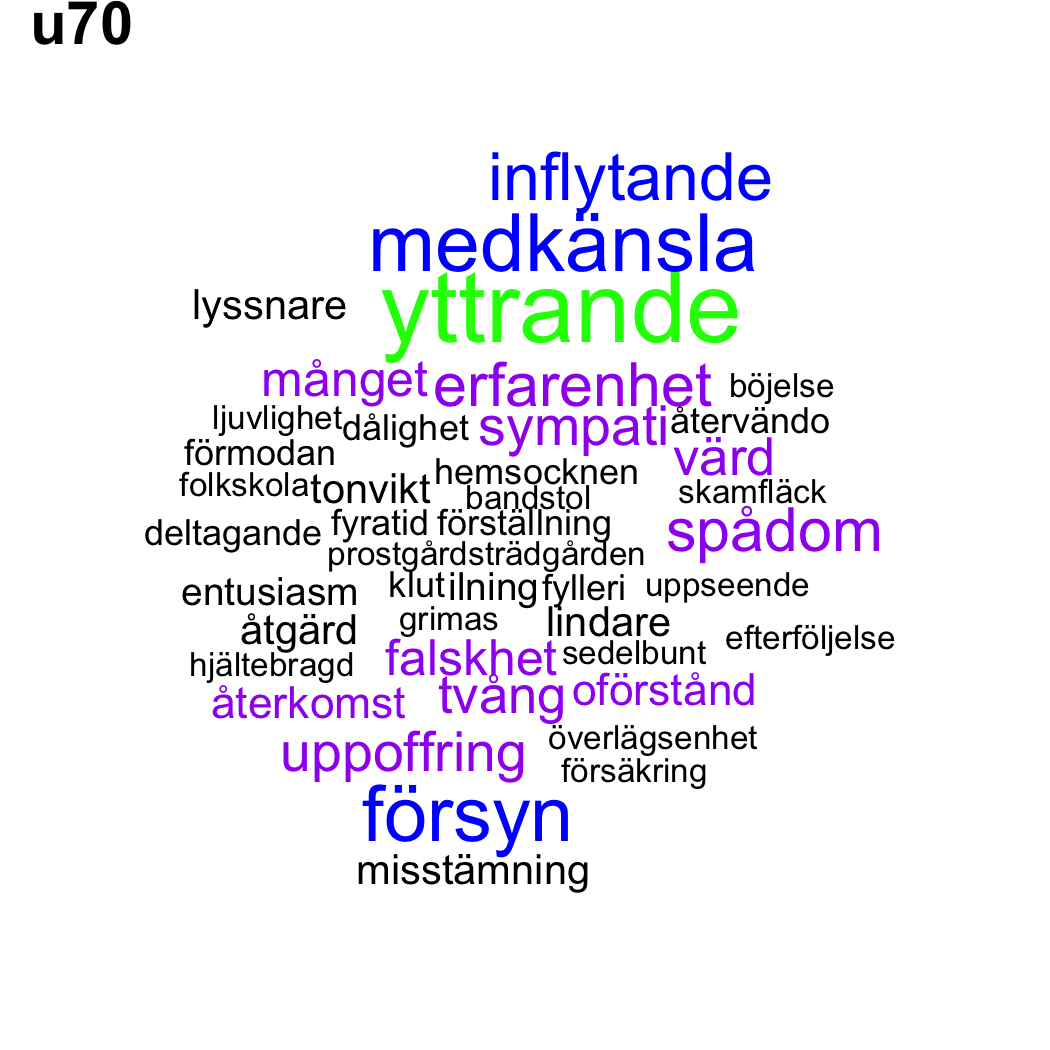 u70
inflytande
medkänsla
lyssnare yttrande
månget erfarenhet böjelse
ljuvlighet dålighet sympati återvändo
förmodan värd
hemsocknen
folkskola tonvikt bandstol skamfläck
deltagande fyratid förställning spådom
prostgårdsträdgården
entusiasm klut ilning fylleri uppseende
åtgärd grimas lindare efterföljelse
hjältebragd falskhet sedelbunt
återkomst tvång oförstånd
uppoffring överlägsenhet
försäkring
försyn
misstämning